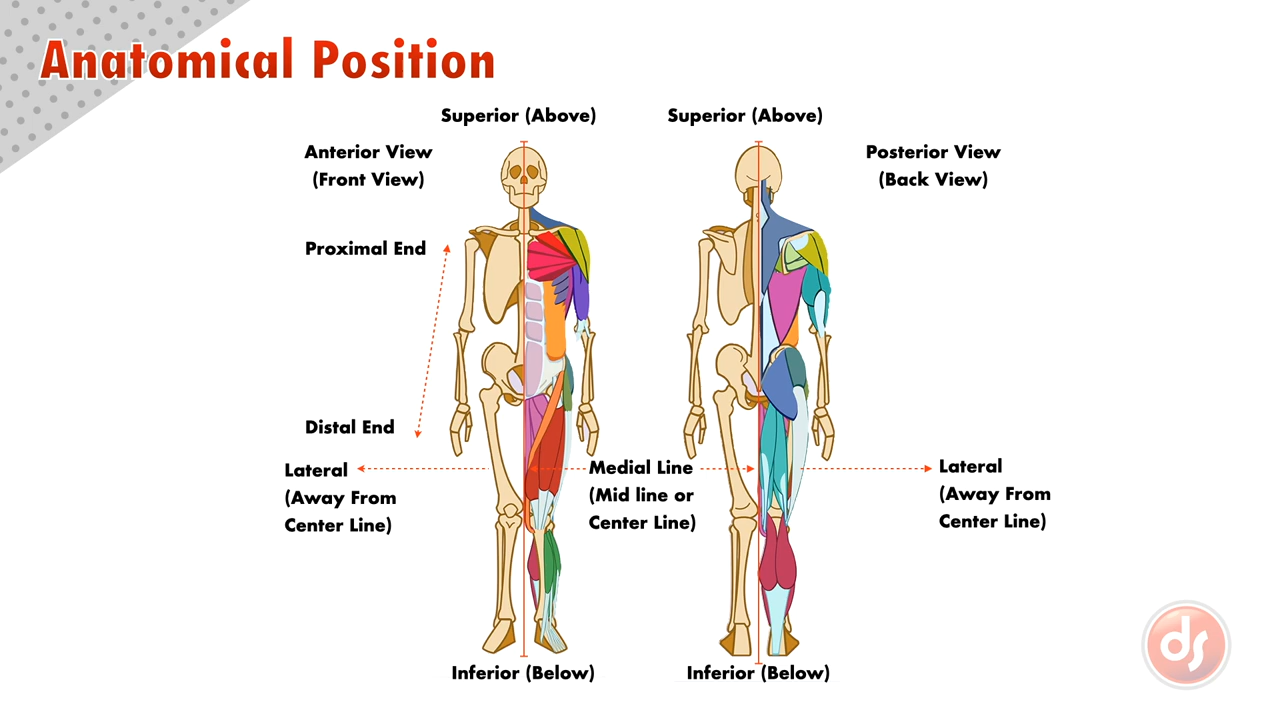 Anatomical Position
Superior (Above)
Superior (Above)
Anterior View
(Front View)
Posterior View
(Back View)
Proximal End
Distal End
Lateral
(Away From
Center Line)
Medial Line
(Mid line or
Center Line)
Lateral
(Away From
Center Line)
Inferior (Below)
Inferior (Below)
ds